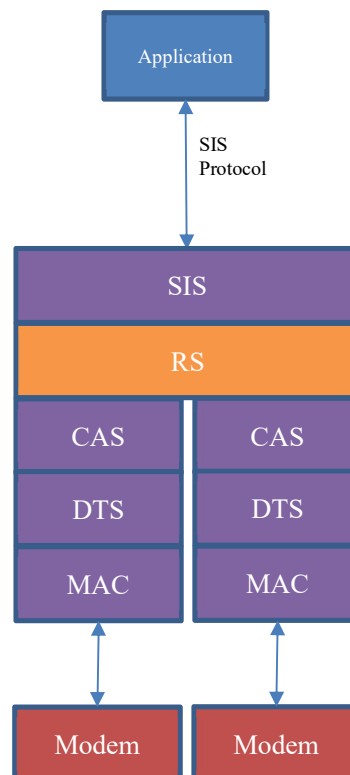 Application
SIS
Protocol
SIS
RS
CAS CAS
DTS DTS
MAC MAC
Modem Modem